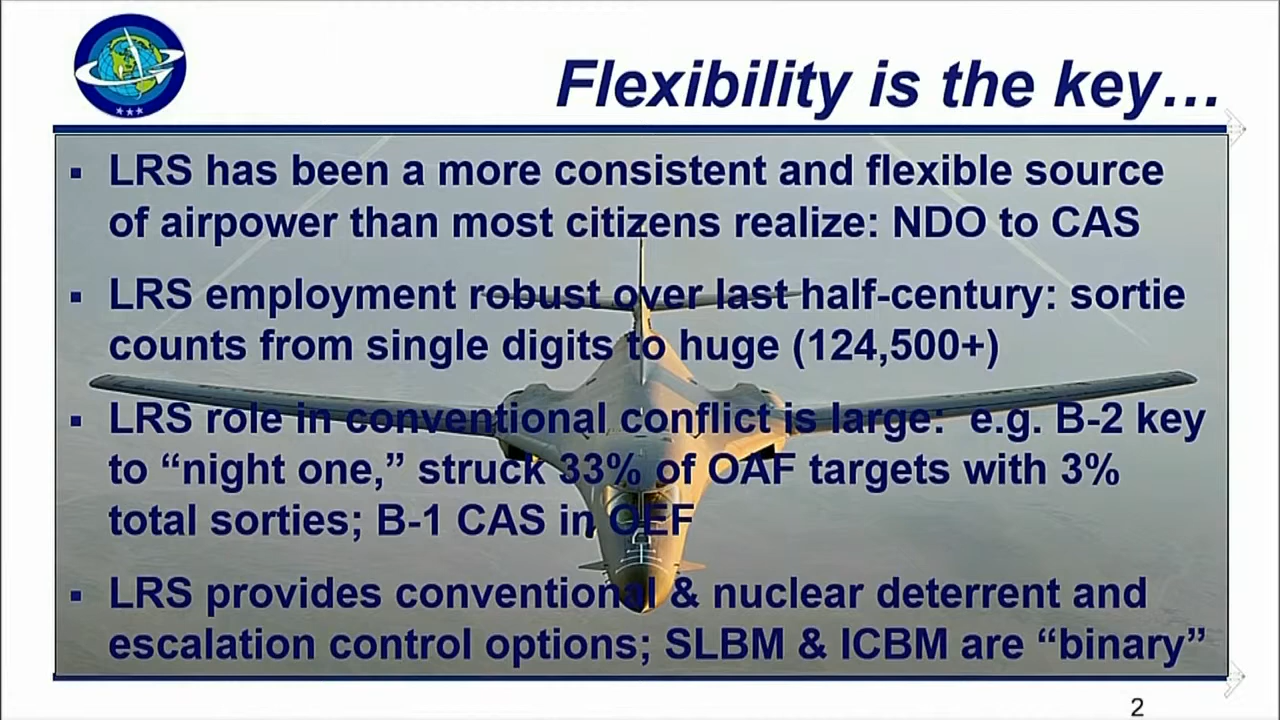 Flexibility is the key…
▪ LRS has been a more consistent and flexible source
of airpower than most citizens realize: NDO to CAS
▪ LRS employment robust over last half-century: sortie
counts from single digits to huge (124,500+)
▪ LRS role in conventional conflict is large:  e.g. B-2 key
to “night one,” struck 33% of OAF targets with 3%
total sorties; B-1 CAS in OEF
▪ LRS provides conventional & nuclear deterrent and
escalation control options; SLBM & ICBM are “binary”
2